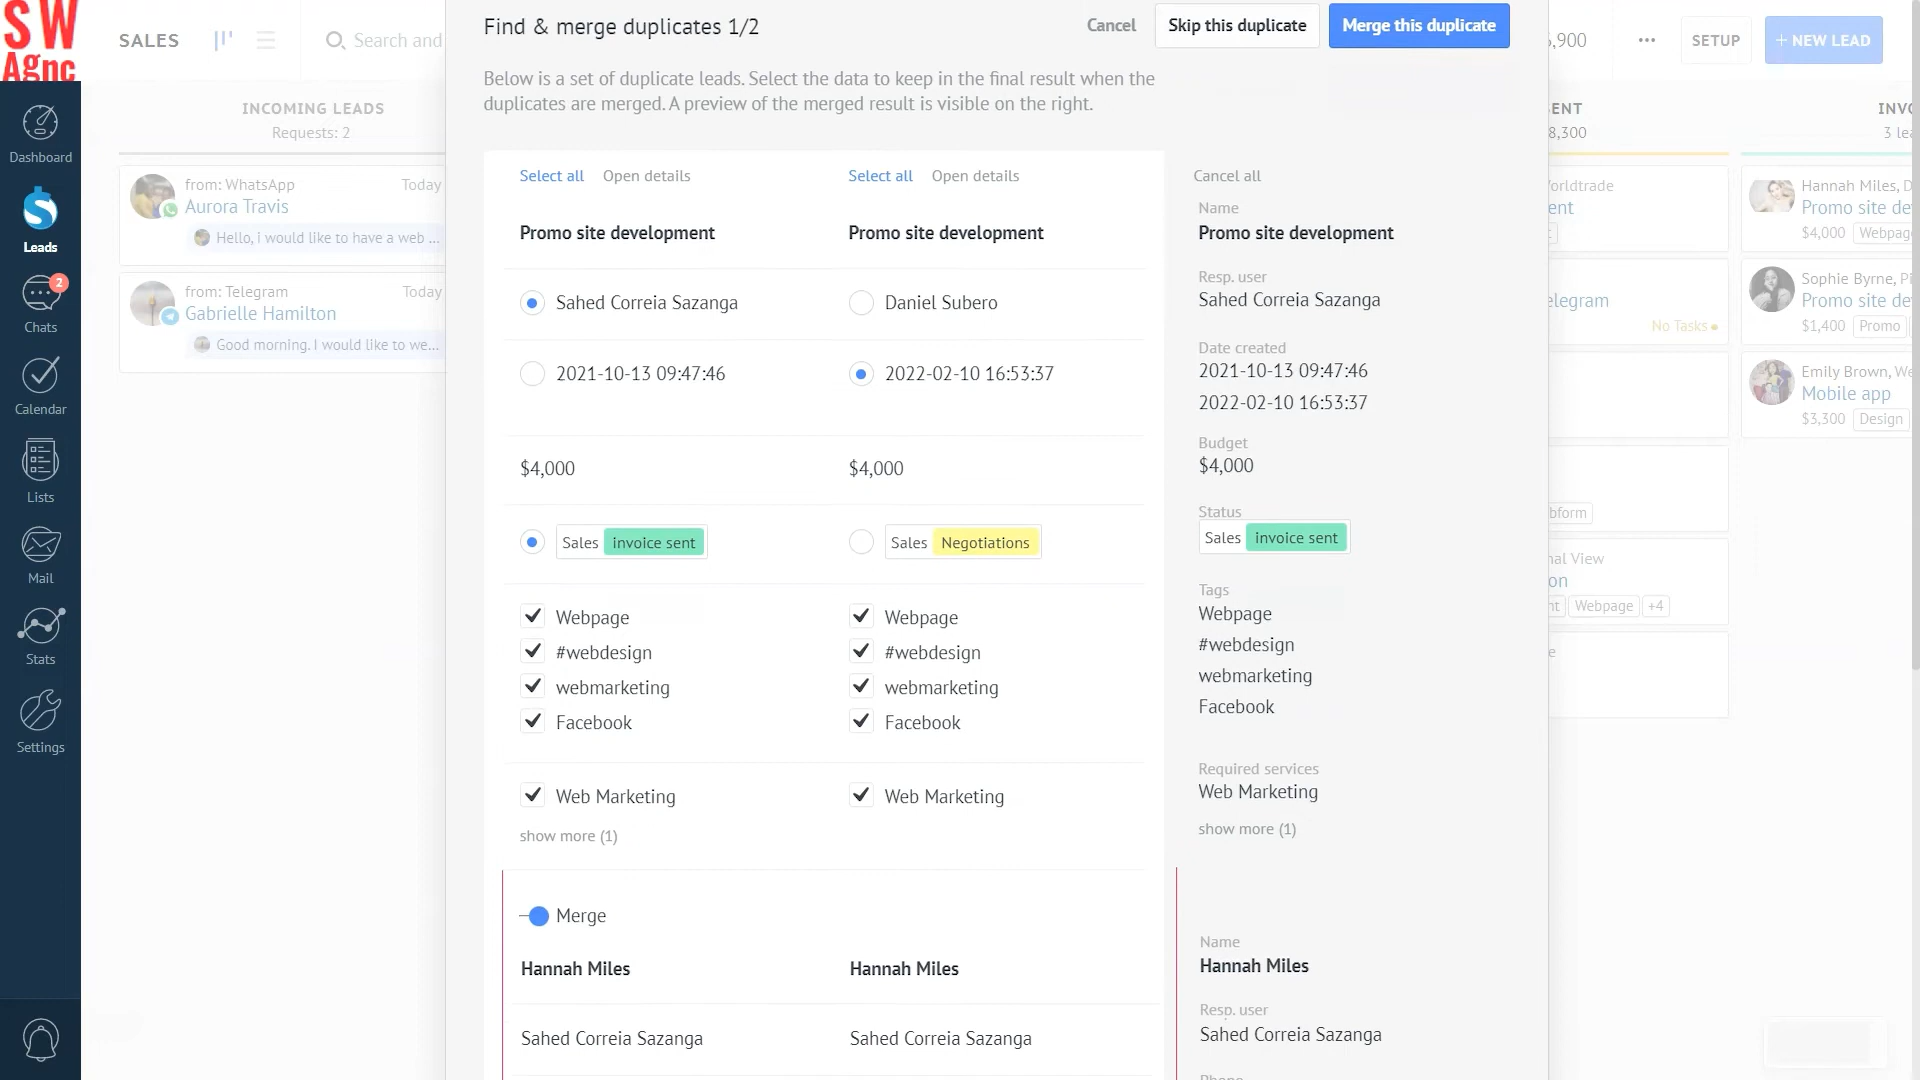 SW
Agnc
SALES
Search and
Find & merge duplicates 1/2
Cancel
Skip this duplicate
Merge this duplicate
,900
SETUP
+ NEW LEAD
Below is a set of duplicate leads. Select the data to keep in the final result when the
duplicates are merged. A preview of the merged result is visible on the right.
Dashboard
Leads
2
Chats
Calendar
Lists
Mail
Stats
Settings
INCOMING LEADS
Requests: 2
from: WhatsApp
Today
Aurora Travis
Hello, i would like to have a web ...
from: Telegram
Today
Gabrielle Hamilton
Good morning. I would like to we...
Select all
Open details
Select all
Open details
Promo site development
Promo site development
Sahed Correia Sazanga
Daniel Subero
2021-10-13 09:47:46
2022-02-10 16:53:37
$4,000
$4,000
Sales invoice sent
Sales Negotiations
Webpage
Webpage
#webdesign
#webdesign
webmarketing
webmarketing
Facebook
Facebook
Web Marketing
Web Marketing
show more (1)
Merge
Hannah Miles
Hannah Miles
Sahed Correia Sazanga
Sahed Correia Sazanga
Cancel all
Name
Promo site development
Resp. user
Sahed Correia Sazanga
Date created
2021-10-13 09:47:46
2022-02-10 16:53:37
Budget
$4,000
Status
Sales invoice sent
Tags
Webpage
#webdesign
webmarketing
Facebook
Required services
Web Marketing
show more (1)
Name
Hannah Miles
Resp. user
Sahed Correia Sazanga
ENT
8,300
orldtrade
ent
elegram
No Tasks
bform
nal View
on
nt
Webpage
+4
e
INVO
3 lea
Hannah Miles, D
Promo site de
$4,000
Webpag
Sophie Byrne, Pi
Promo site de
$1,400
Promo
Emily Brown, We
Mobile app
$3,300
Design